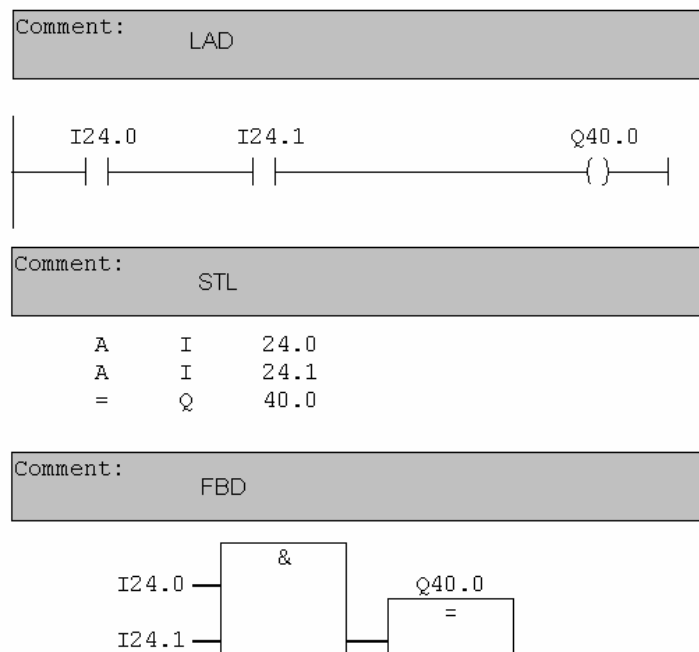 Comment:
LAD
I24.0 I24.1 Q40.0
Comment:
STL
A I 24.0
A I 24.1
= Q 40.0
Comment:
FBD
&
I24.0 Q40.0
=
I24.1